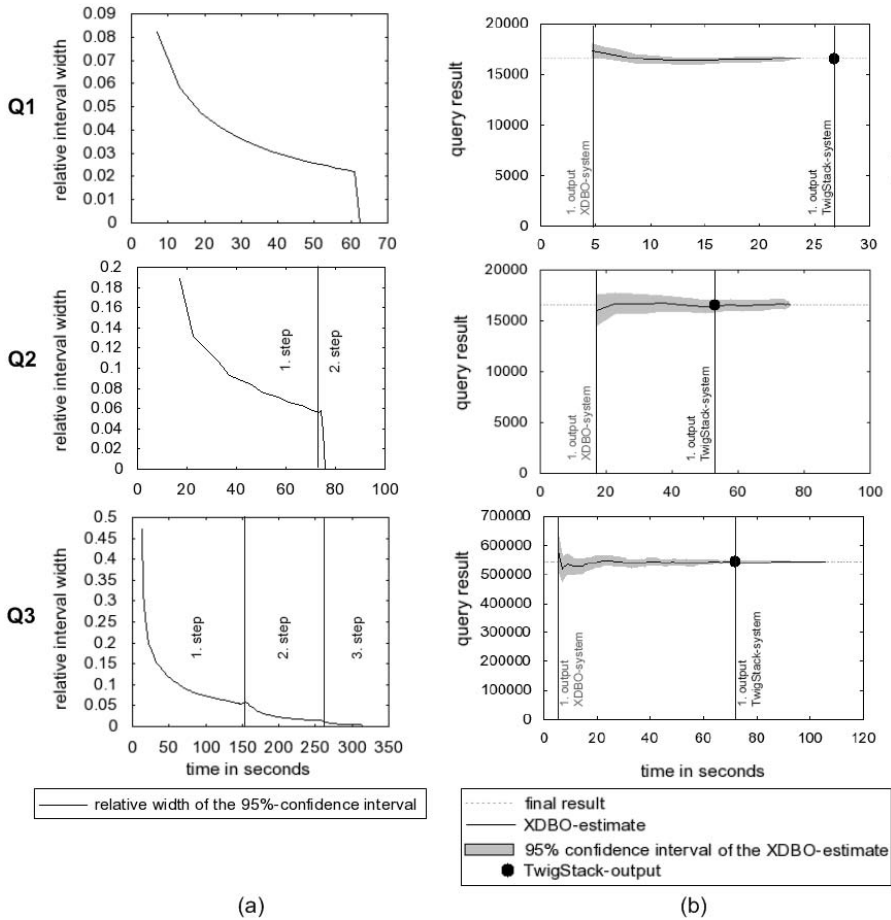 Q1
relative interval width
0.09
0.08
0.07
0.06
0.05
0.04
0.03
0.02
0.01
0
0 10 20 30 40 50 60 70
query result
20000
15000
10000
5000
0
1. output
XDBO-system
1. output
TwigStack-system
0 5 10 15 20 25 30
Q2
relative interval width
0.2
0.18
0.16
0.14
0.12
0.1
0.08
0.06
0.04
0.02
0
1. step
2. step
0 20 40 60 80 100
query result
20000
15000
10000
5000
0
1. output
XDBO-system
1. output
TwigStack-system
0 20 40 60 80 100
Q3
relative interval width
0.5
0.45
0.4
0.35
0.3
0.25
0.2
0.15
0.1
0.05
0
1. step
2. step
3. step
0 50 100 150 200 250 300 350
time in seconds
query result
700000
600000
500000
400000
300000
200000
100000
0
1. output
XDBO-system
1. output
TwigStack-system
0 20 40 60 80 100 120
time in seconds
relative width of the 95%-confidence interval
final result
XDBO-estimate
95% confidence interval of the XDBO-estimate
TwigStack-output
(a)
(b)